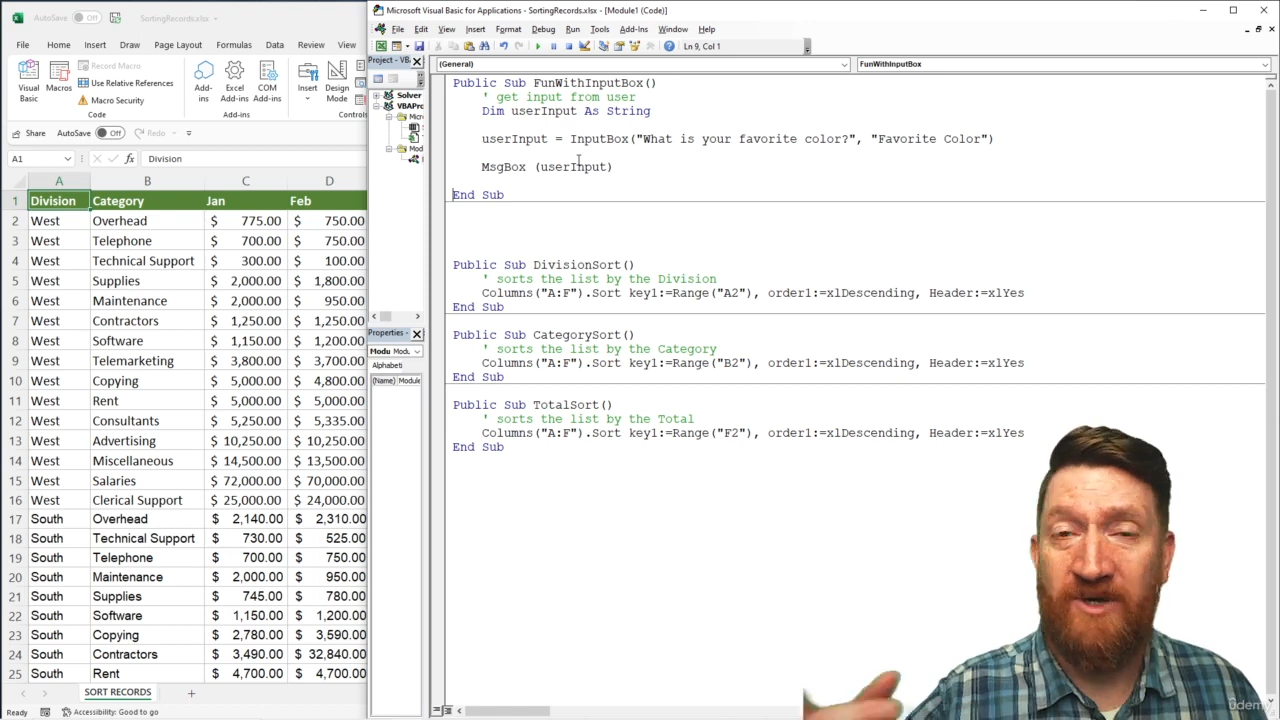 AutoSave Off SortingRecords.xlsx
File Home Insert Draw Page Layout Formulas Data Review View
Visual Basic
Macros
Record Macro
Use Relative References
Macro Security
Code
Add-ins
Excel Add-ins
COM Add-ins
Add-ins
Insert
Design Mode
Share AutoSave Off Redo
A1 fx Division
A B C D
1 Division Category Jan Feb
2 West Overhead $ 775.00 $ 750.00
3 West Telephone $ 700.00 $ 750.00
4 West Technical Support $ 300.00 $ 100.00
5 West Supplies $ 2,000.00 $ 1,800.00
6 West Maintenance $ 2,000.00 $ 950.00
7 West Contractors $ 1,250.00 $ 1,250.00
8 West Software $ 1,150.00 $ 1,200.00
9 West Telemarketing $ 3,800.00 $ 3,700.00
10 West Copying $ 5,000.00 $ 4,800.00
11 West Rent $ 5,000.00 $ 5,000.00
12 West Consultants $ 5,250.00 $ 5,335.00
13 West Advertising $ 10,250.00 $ 10,250.00
14 West Miscellaneous $ 14,500.00 $ 13,500.00
15 West Salaries $ 72,000.00 $ 70,000.00
16 West Clerical Support $ 25,000.00 $ 24,000.00
17 South Overhead $ 2,140.00 $ 2,310.00
18 South Technical Support $ 730.00 $ 525.00
19 South Telephone $ 700.00 $ 750.00
20 South Maintenance $ 2,000.00 $ 950.00
21 South Supplies $ 745.00 $ 780.00
22 South Software $ 1,150.00 $ 1,200.00
23 South Copying $ 2,780.00 $ 3,590.00
24 South Contractors $ 3,490.00 $ 32,840.00
25 South Rent $ 4,700.00 $ 4,700.00
SORT RECORDS
Ready Accessibility: Good to go
Microsoft Visual Basic for Applications - SortingRecords.xlsx - [Module1 (Code)]
File Edit View Insert Format Debug Run Tools Add-Ins Window Help
Ln 9, Col 1
Project - VBA
Solver
VBAPro
Micro
Mod
Properties -
Modu Modu
Alphabeti
(Name) Module
(General) FunWithInputBox
Public Sub FunWithInputBox()
' get input from user
Dim userInput As String
userInput = InputBox("What is your favorite color?", "Favorite Color")
MsgBox (userInput)
End Sub
Public Sub DivisionSort()
' sorts the list by the Division
Columns("A:F").Sort key1:=Range("A2"), order1:=xlDescending, Header:=xlYes
End Sub
Public Sub CategorySort()
' sorts the list by the Category
Columns("A:F").Sort key1:=Range("B2"), order1:=xlDescending, Header:=xlYes
End Sub
Public Sub TotalSort()
' sorts the list by the Total
Columns("A:F").Sort key1:=Range("F2"), order1:=xlDescending, Header:=xlYes
End Sub
udemy